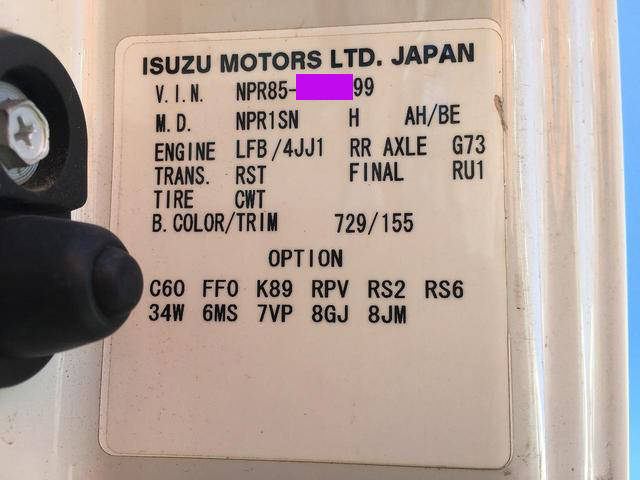 ISUZU MOTORS LTD. JAPAN
V.I.N. NPR85- 99
M.D. NPR1SN H AH/BE
ENGINE LFB/4JJ1 RR AXLE G73
TRANS. RST FINAL RU1
TIRE CWT
B.COLOR/TRIM 729/155
OPTION
C60 FF0 K89 RPV RS2 RS6
34W 6MS 7VP 8GJ 8JM